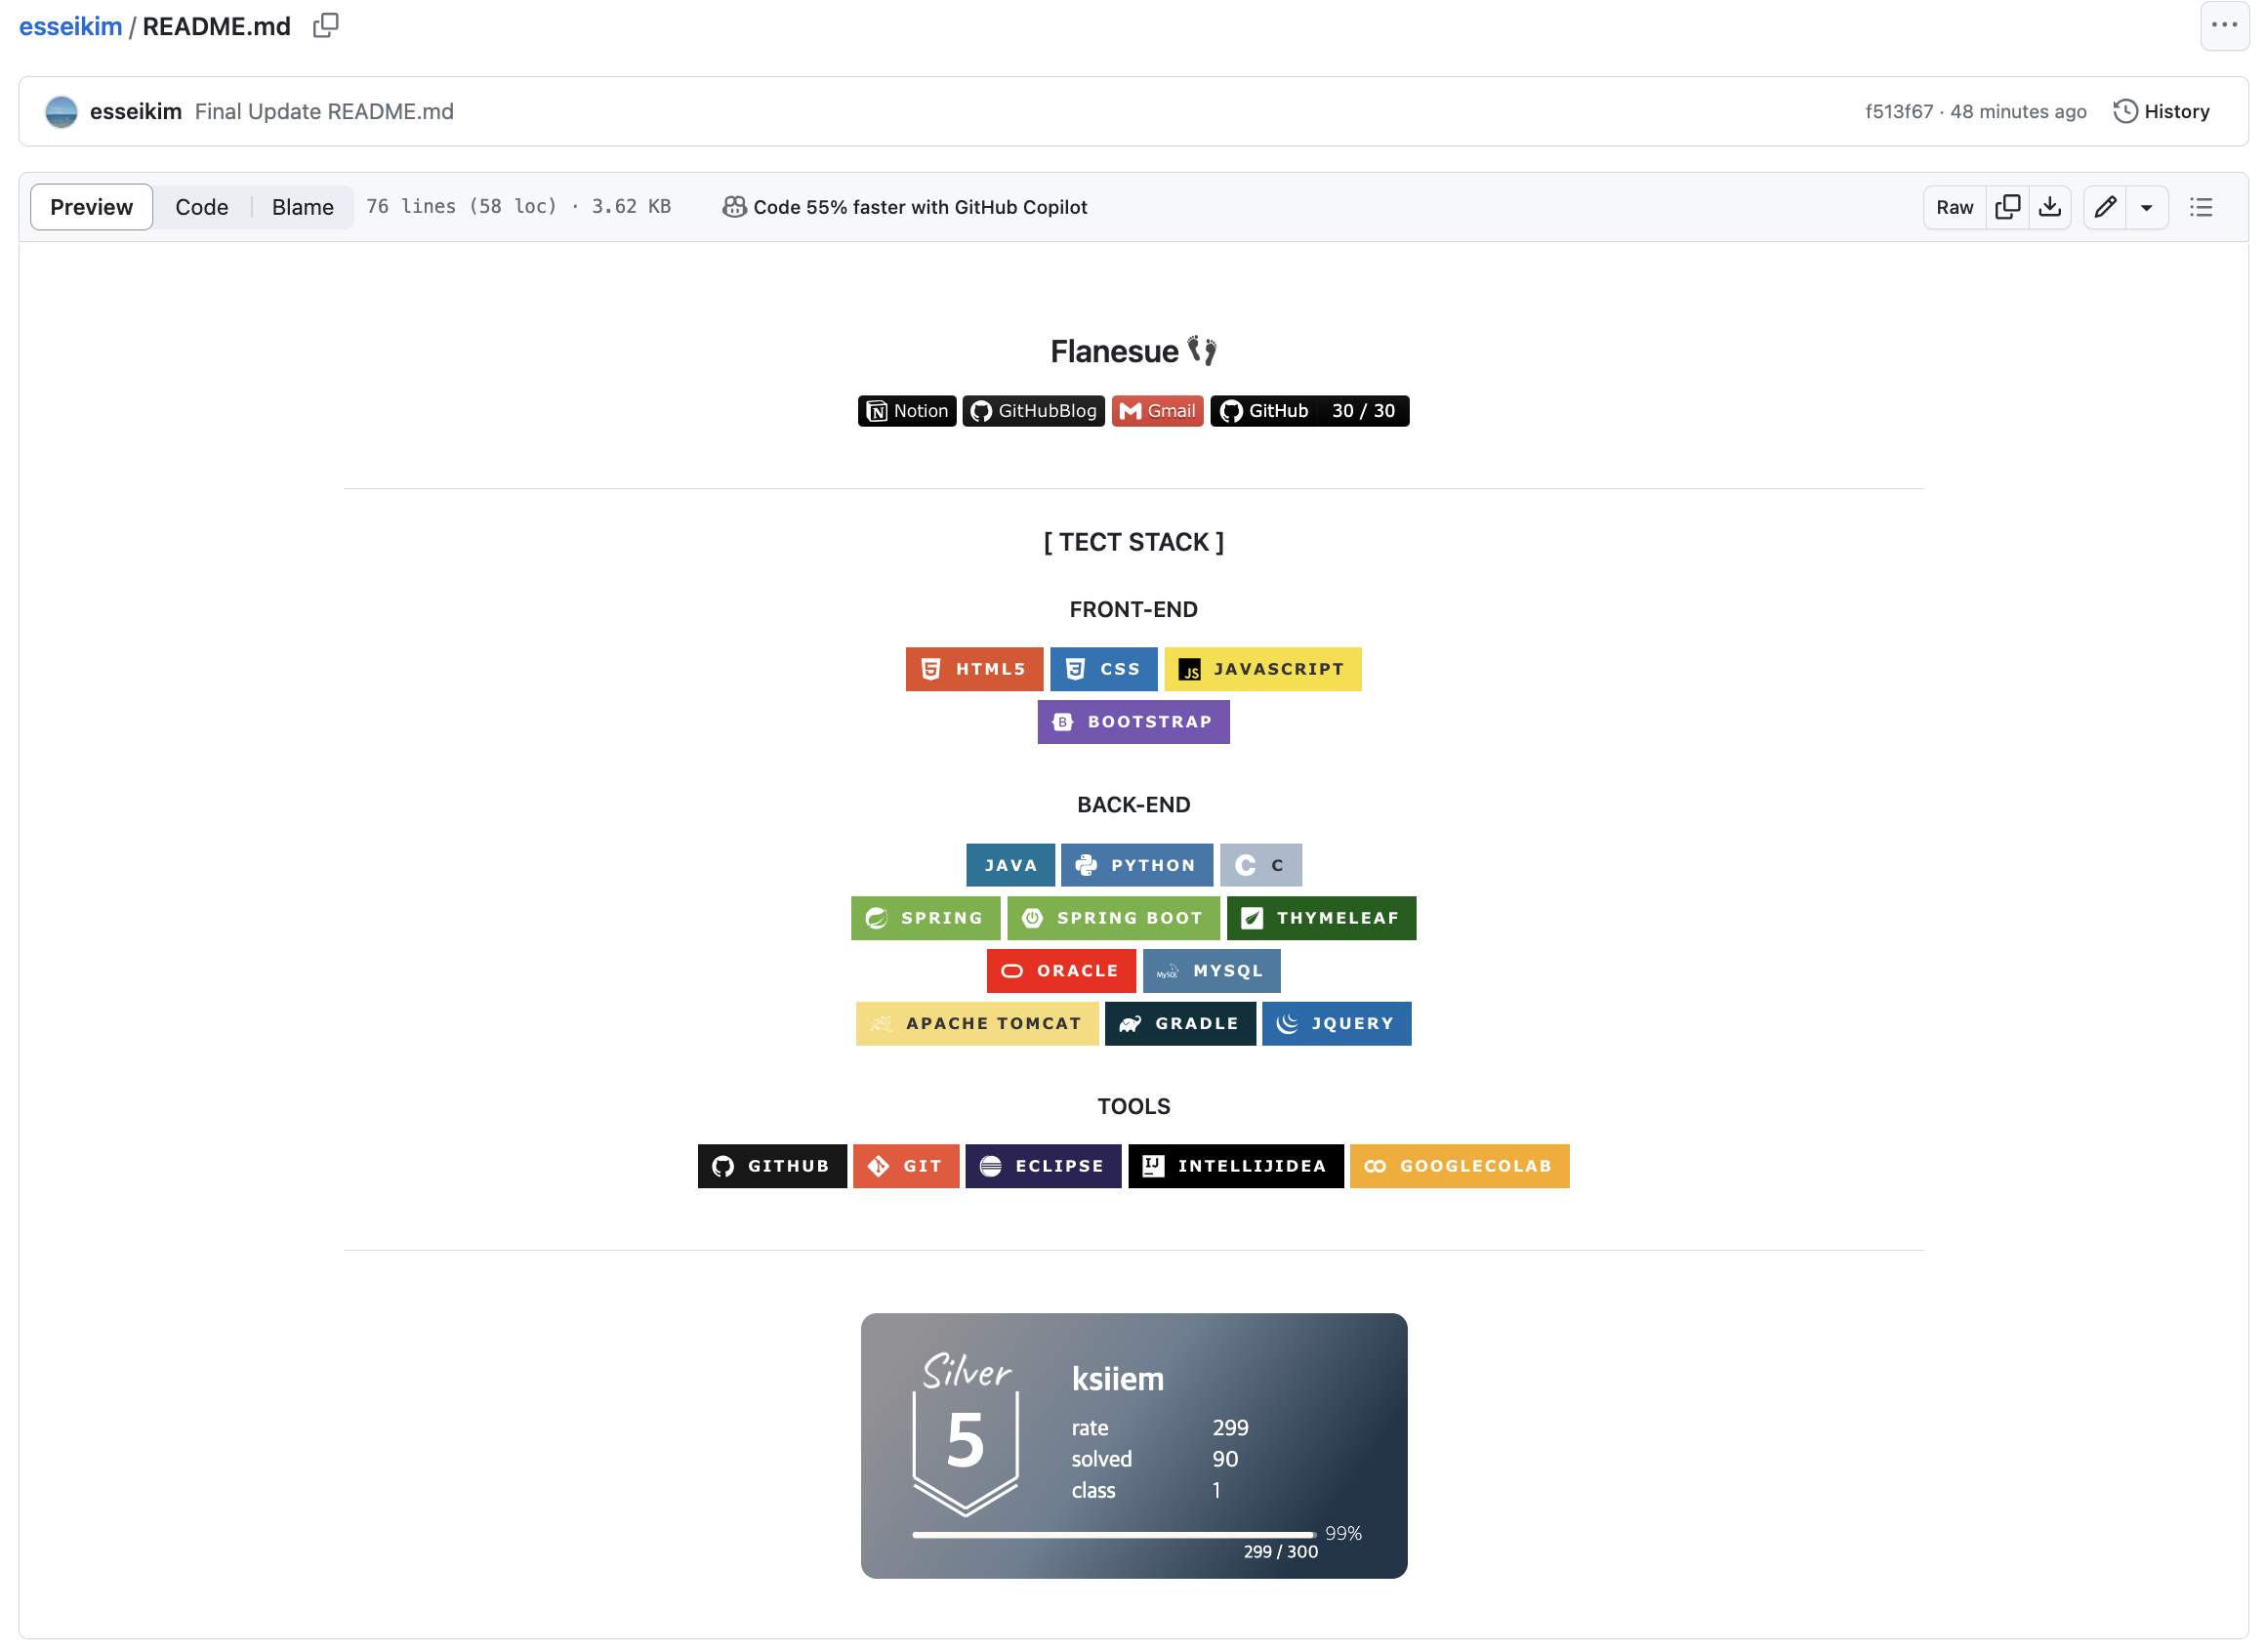 esseikim / README.md
esseikim Final Update README.md f513f67 · 48 minutes ago History
Preview Code Blame 76 lines (58 loc) · 3.62 KB Code 55% faster with GitHub Copilot Raw
Flanesue
Notion GitHubBlog Gmail GitHub 30 / 30
[ TECT STACK ]
FRONT-END
HTML5 CSS JS JAVASCRIPT
B BOOTSTRAP
BACK-END
JAVA PYTHON C C
SPRING SPRING BOOT THYMELEAF
ORACLE MySQL MYSQL
APACHE TOMCAT GRADLE JQUERY
TOOLS
GITHUB GIT ECLIPSE IJ INTELLIJIDEA GOOGLECOLAB
Silver
5
ksiiem
rate 299
solved 90
class 1
99%
299 / 300